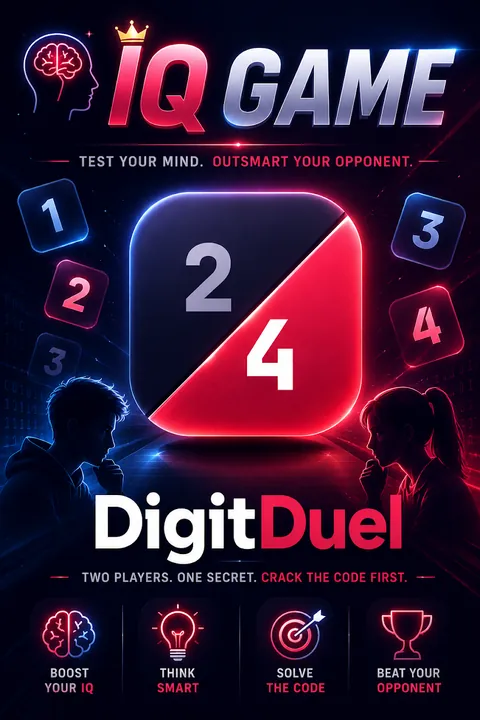 IQ GAME
TEST YOUR MIND. OUTSMART YOUR OPPONENT.
1
2
3
2
4
3
4
DigitDuel
TWO PLAYERS. ONE SECRET. CRACK THE CODE FIRST.
BOOST
YOUR IQ
THINK
SMART
SOLVE
THE CODE
BEAT YOUR
OPPONENT